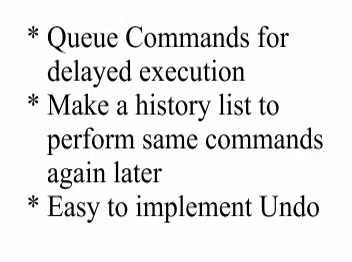 * Queue Commands for
delayed execution
* Make a history list to
perform same commands
again later
* Easy to implement Undo